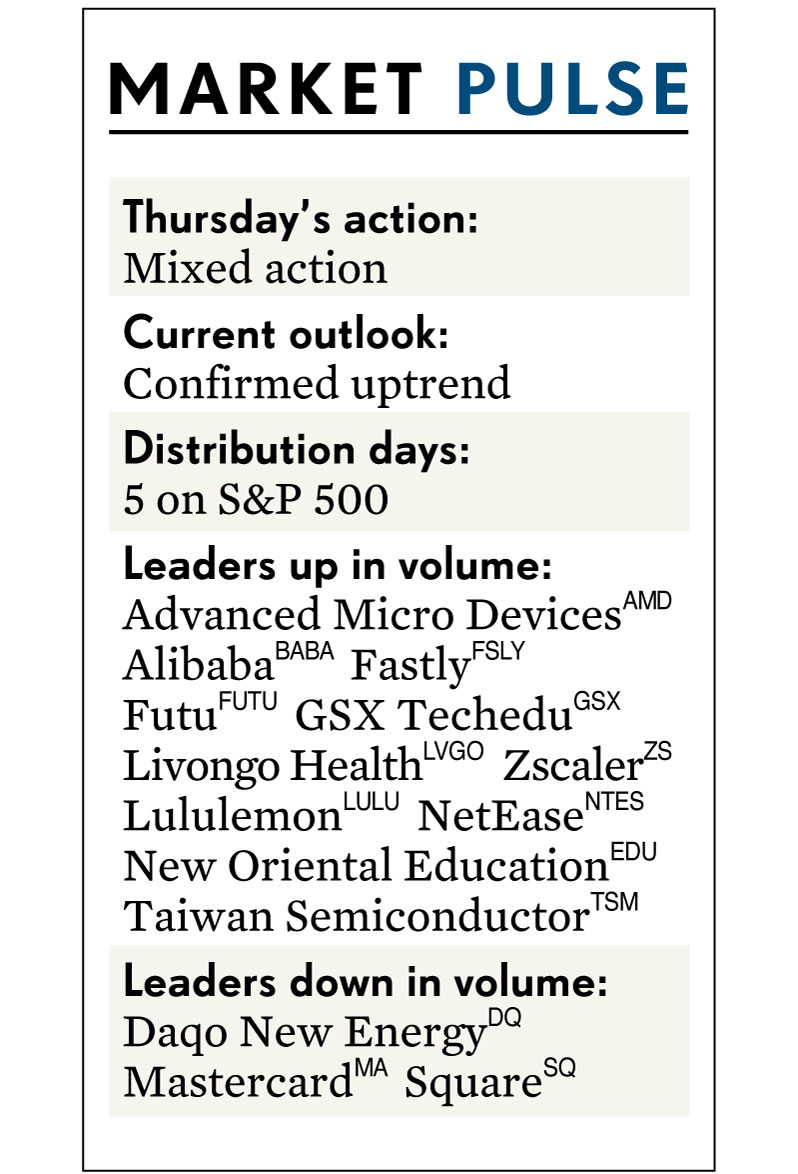 MARKET PULSE
Thursday’s action:
Mixed action
Current outlook:
Confirmed uptrend
Distribution days:
5 on S&P 500
Leaders up in volume:
Advanced Micro Devices AMD
Alibaba BABA Fastly FSLY
Futu FUTU GSX Techedu GSX
Livongo Health LVGO Zscaler ZS
Lululemon LULU NetEase NTES
New Oriental Education EDU
Taiwan Semiconductor TSM
Leaders down in volume:
Daqo New Energy DQ
Mastercard MA Square SQ